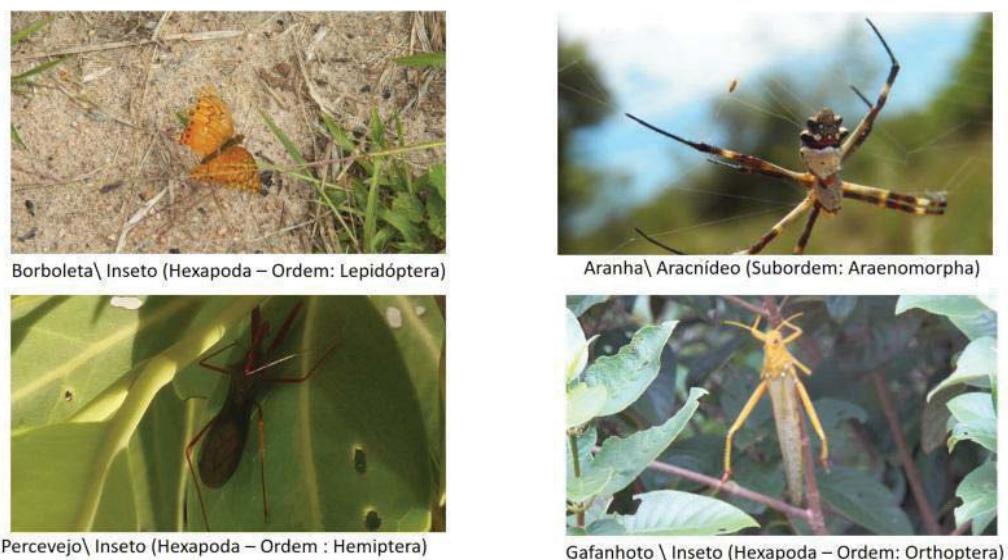 Borboleta\ Inseto (Hexapoda – Ordem: Lepidóptera)
Aranha\ Aracnídeo (Subordem: Araenomorpha)
Percevejo\ Inseto (Hexapoda – Ordem : Hemiptera)
Gafanhoto \ Inseto (Hexapoda – Ordem: Orthoptera)